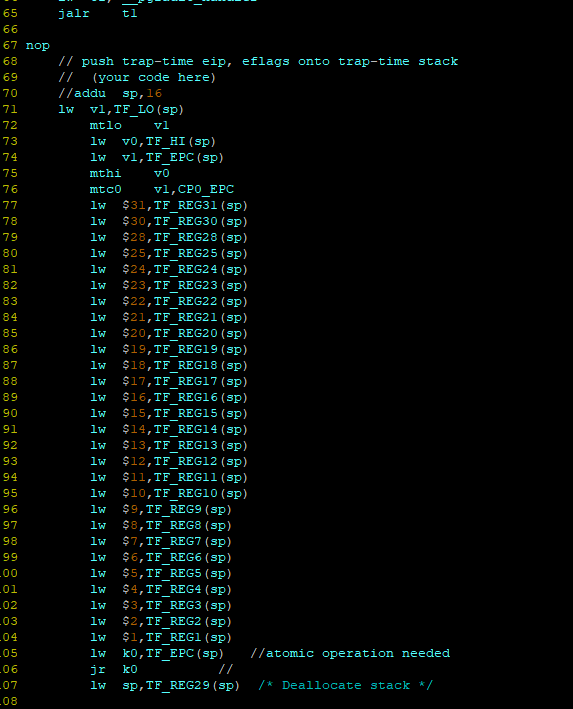 65 jalr t1
66
67 nop
68 // push trap-time eip, eflags onto trap-time stack
69 // (your code here)
70 //addu sp,16
71 lw v1,TF_LO(sp)
72 mtlo v1
73 lw v0,TF_HI(sp)
74 lw v1,TF_EPC(sp)
75 mthi v0
76 mtc0 v1,CP0_EPC
77 lw $31,TF_REG31(sp)
78 lw $30,TF_REG30(sp)
79 lw $28,TF_REG28(sp)
80 lw $25,TF_REG25(sp)
81 lw $24,TF_REG24(sp)
82 lw $23,TF_REG23(sp)
83 lw $22,TF_REG22(sp)
84 lw $21,TF_REG21(sp)
85 lw $20,TF_REG20(sp)
86 lw $19,TF_REG19(sp)
87 lw $18,TF_REG18(sp)
88 lw $17,TF_REG17(sp)
89 lw $16,TF_REG16(sp)
90 lw $15,TF_REG15(sp)
91 lw $14,TF_REG14(sp)
92 lw $13,TF_REG13(sp)
93 lw $12,TF_REG12(sp)
94 lw $11,TF_REG11(sp)
95 lw $10,TF_REG10(sp)
96 lw $9,TF_REG9(sp)
97 lw $8,TF_REG8(sp)
98 lw $7,TF_REG7(sp)
99 lw $6,TF_REG6(sp)
100 lw $5,TF_REG5(sp)
101 lw $4,TF_REG4(sp)
102 lw $3,TF_REG3(sp)
103 lw $2,TF_REG2(sp)
104 lw $1,TF_REG1(sp)
105 lw k0,TF_EPC(sp) //atomic operation needed
106 jr k0 //
107 lw sp,TF_REG29(sp) /* Deallocate stack */
108